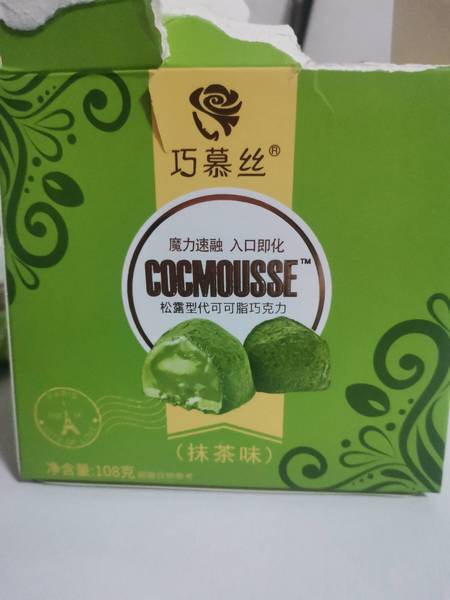 巧慕丝®
魔力速融 入口即化
COCMOUSSE™
松露型代可可脂巧克力
(抹茶味)
净含量:108克